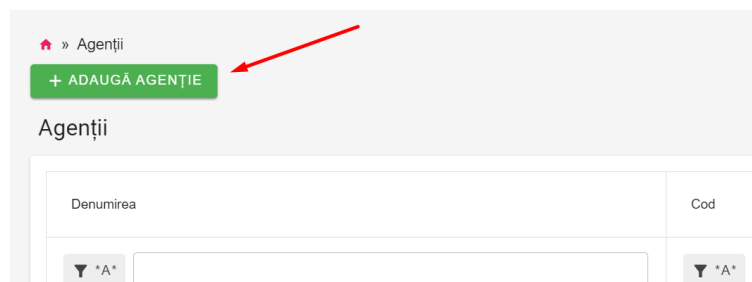 » Agenții
+ ADAUGĂ AGENȚIE
Agenții
Denumirea Cod
*A* *A*